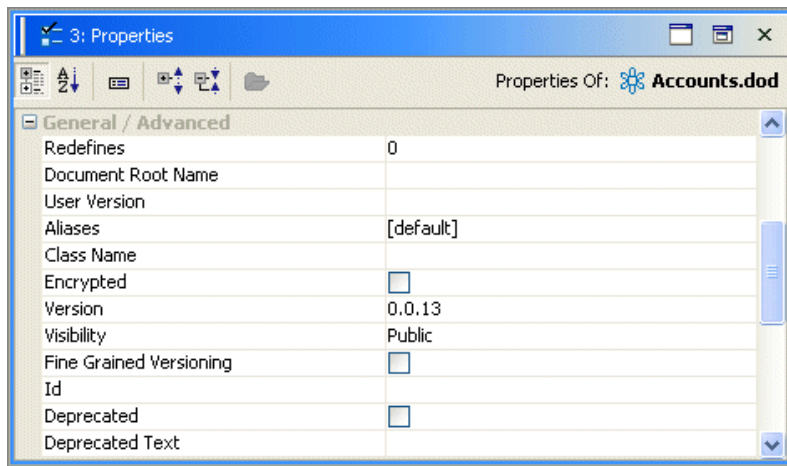 3: Properties
Properties Of: Accounts.dod
General / Advanced
Redefines 0
Document Root Name
User Version
Aliases [default]
Class Name
Encrypted
Version 0.0.13
Visibility Public
Fine Grained Versioning
Id
Deprecated
Deprecated Text